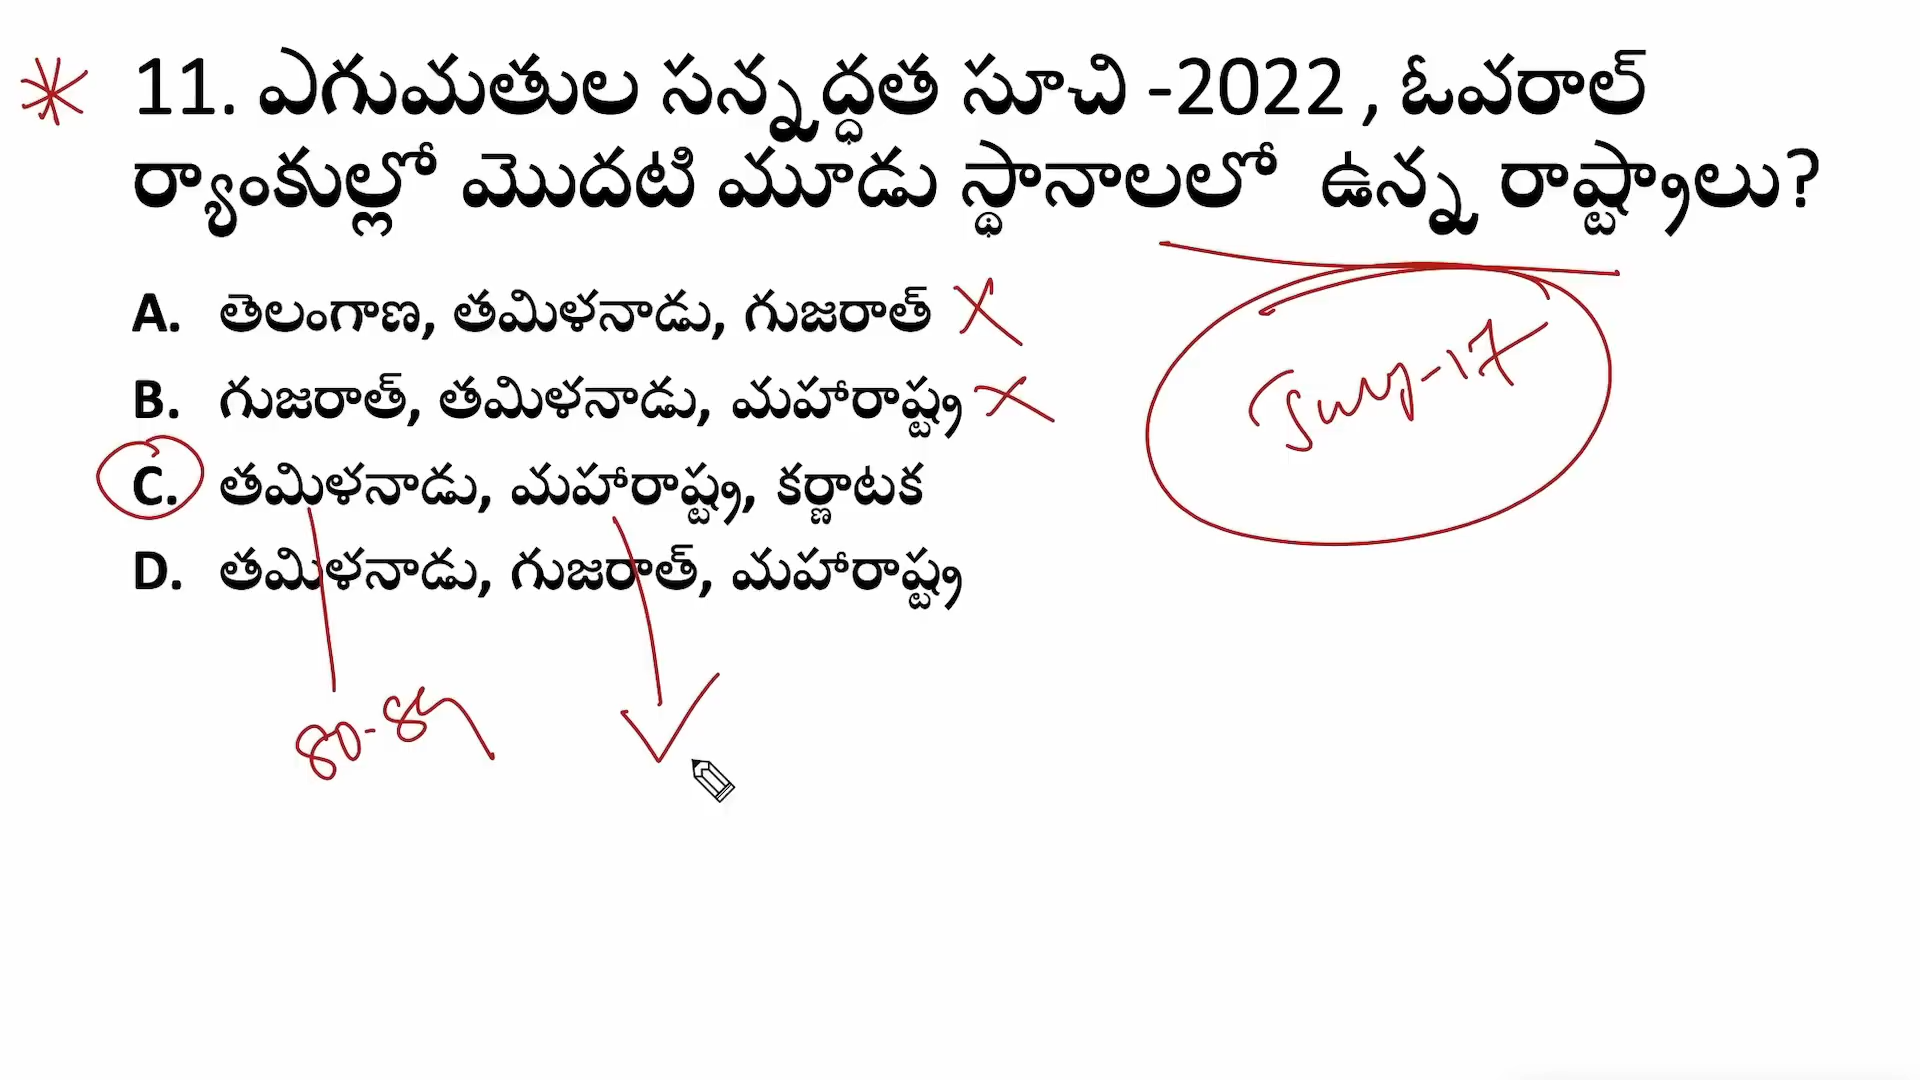 11. ఎగుమతుల సన్నద్ధత సూచి -2022 , ఓవరాల్
ర్యాంకుల్లో మొదటి మూడు స్థానాలలో ఉన్న రాష్ట్రాలు?
A. తెలంగాణ, తమిళనాడు, గుజరాత్
B. గుజరాత్, తమిళనాడు, మహారాష్ట్ర
C. తమిళనాడు, మహారాష్ట్ర, కర్ణాటక
D. తమిళనాడు, గుజరాత్, మహారాష్ట్ర
July-17
80-89